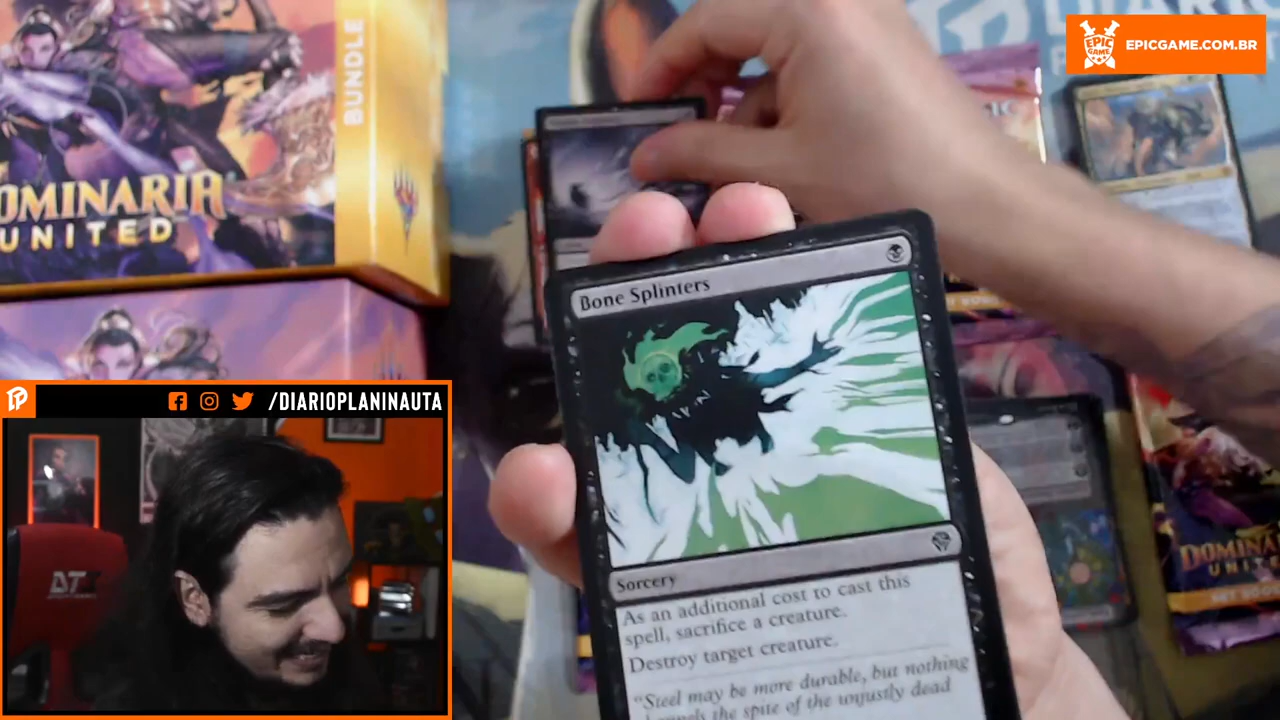 BUNDLE
DOMINARIA
UNITED
EPIC
GAME
EPICGAME.COM.BR
/DIARIOPLANINAUTA
Bone Splinters
Sorcery
As an additional cost to cast this
spell, sacrifice a creature.
Destroy target creature.
"Steel may be more durable, but nothing
the spite of the unjustly dead
DOMINARIA
UNITED